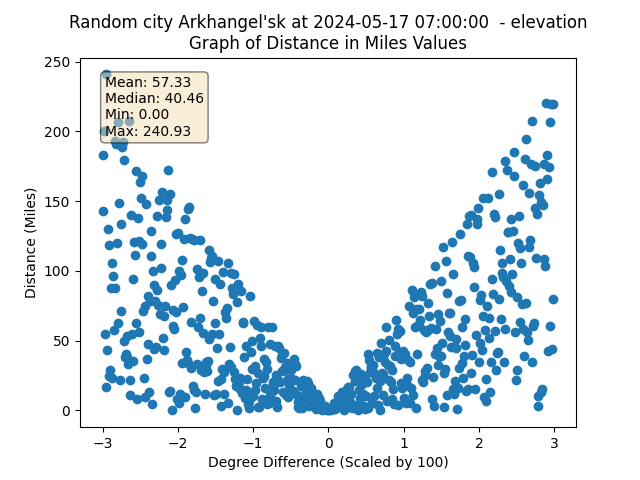 Random city Arkhangel'sk at 2024-05-17 07:00:00  - elevation
Graph of Distance in Miles Values
250
200
150
100
50
0
Mean: 57.33
Median: 40.46
Min: 0.00
Max: 240.93
Distance (Miles)
−3 −2 −1 0 1 2 3
Degree Difference (Scaled by 100)